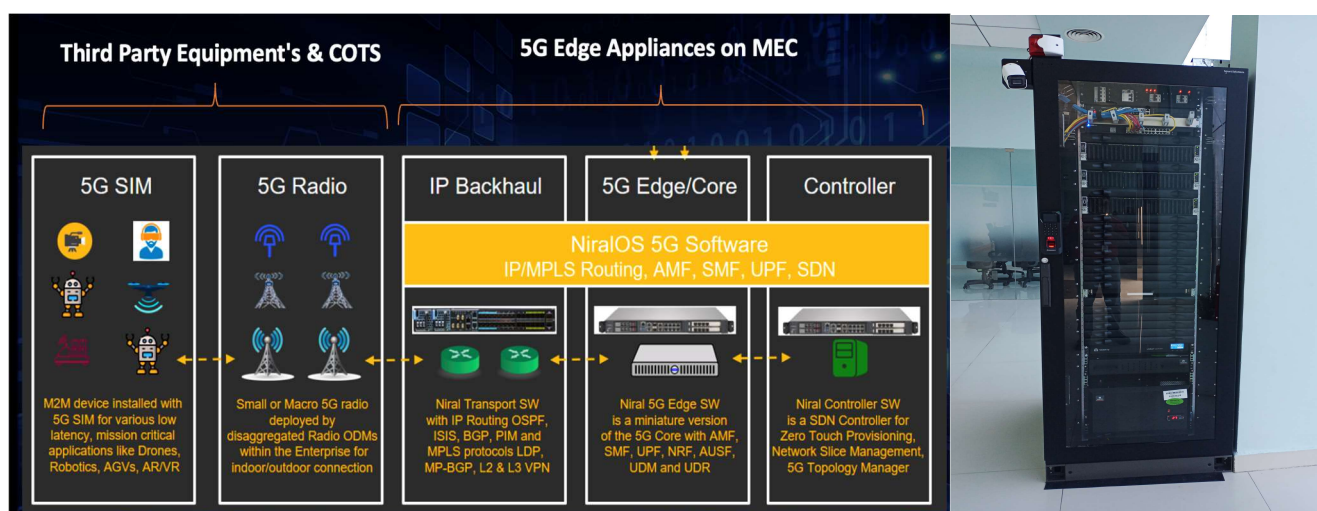 Third Party Equipment's & COTS
5G Edge Appliances on MEC
5G SIM
5G Radio
IP Backhaul
5G Edge/Core
Controller
NiralOS 5G Software
IP/MPLS Routing, AMF, SMF, UPF, SDN
M2M device installed with
5G SIM for various low
latency, mission critical
applications like Drones,
Robotics, AGVs, AR/VR
Small or Macro 5G radio
deployed by
disaggregated Radio ODMs
within the Enterprise for
indoor/outdoor connection
Niral Transport SW
with IP Routing OSPF,
ISIS, BGP, PIM and
MPLS protocols LDP,
MP-BGP, L2 & L3 VPN
Niral 5G Edge SW
is a miniature version
of the 5G Core with AMF,
SMF, UPF, NRF, AUSF,
UDM and UDR
Niral Controller SW
is a SDN Controller for
Zero Touch Provisioning,
Network Slice Management,
5G Topology Manager